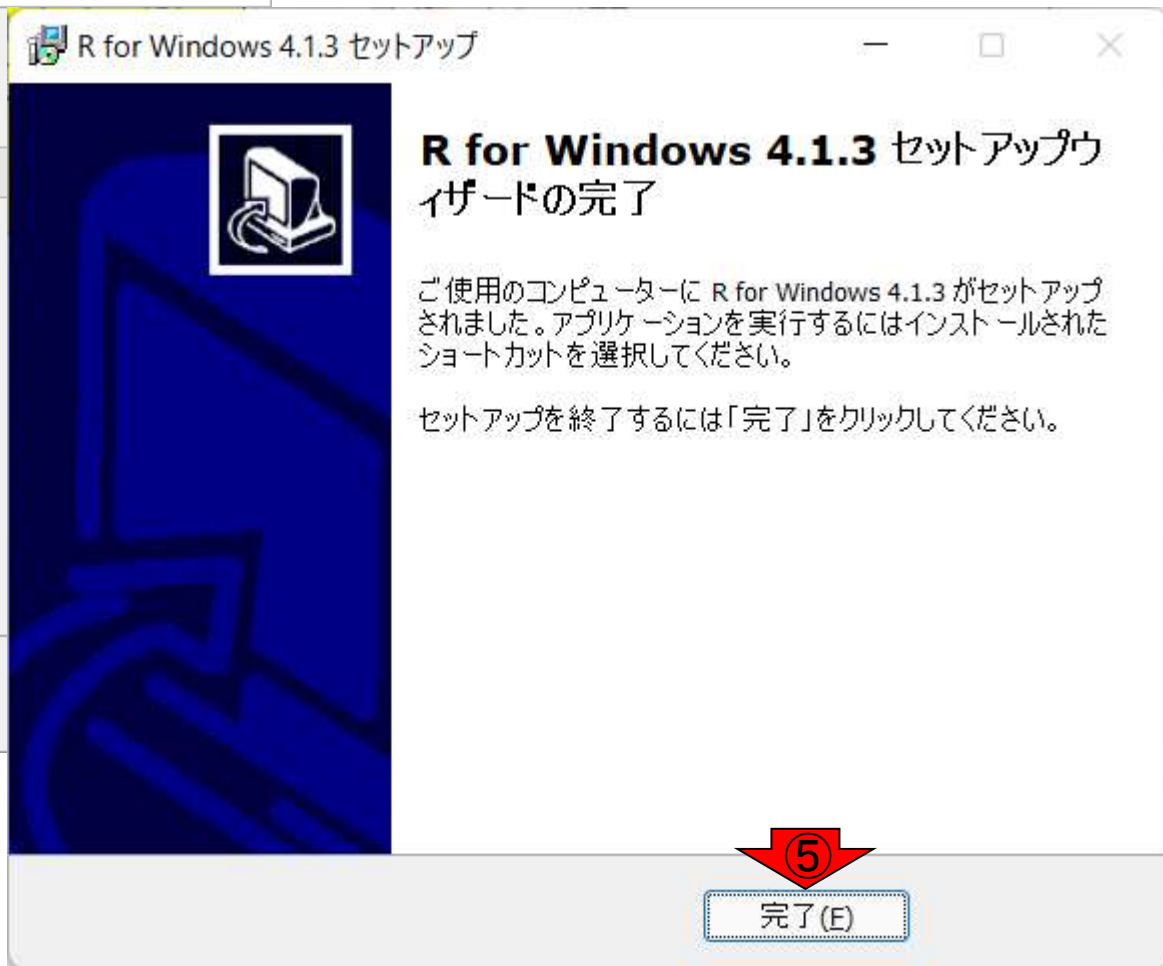 R for Windows 4.1.3 セットアップ
R for Windows 4.1.3 セットアップウ
ィザードの完了
ご使用のコンピューターに R for Windows 4.1.3 がセットアップ
されました。アプリケーションを実行するにはインストールされた
ショートカットを選択してください。
セットアップを終了するには「完了」をクリックしてください。
⑤
完了(F)